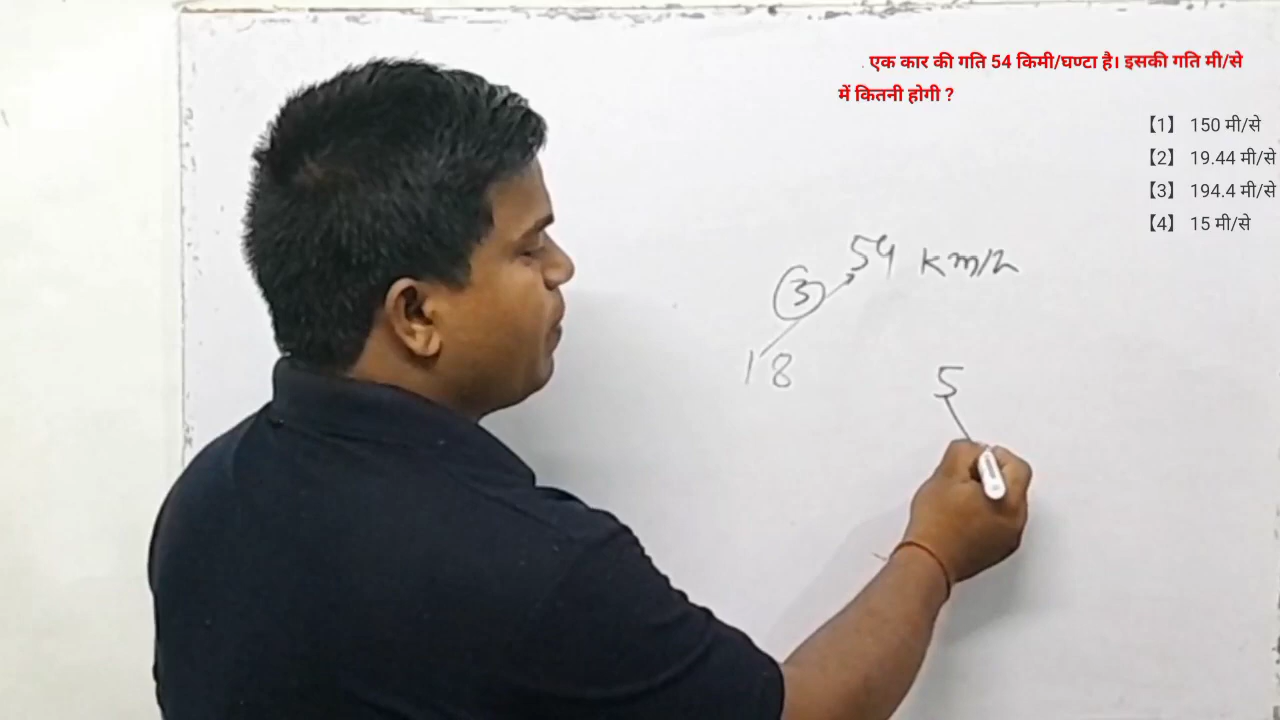 एक कार की गति 54 किमी/घण्टा है। इसकी गति मी/से
में कितनी होगी ?
【1】 150 मी/से
【2】 19.44 मी/से
【3】 194.4 मी/से
【4】 15 मी/से
54 km/h
3
18
5